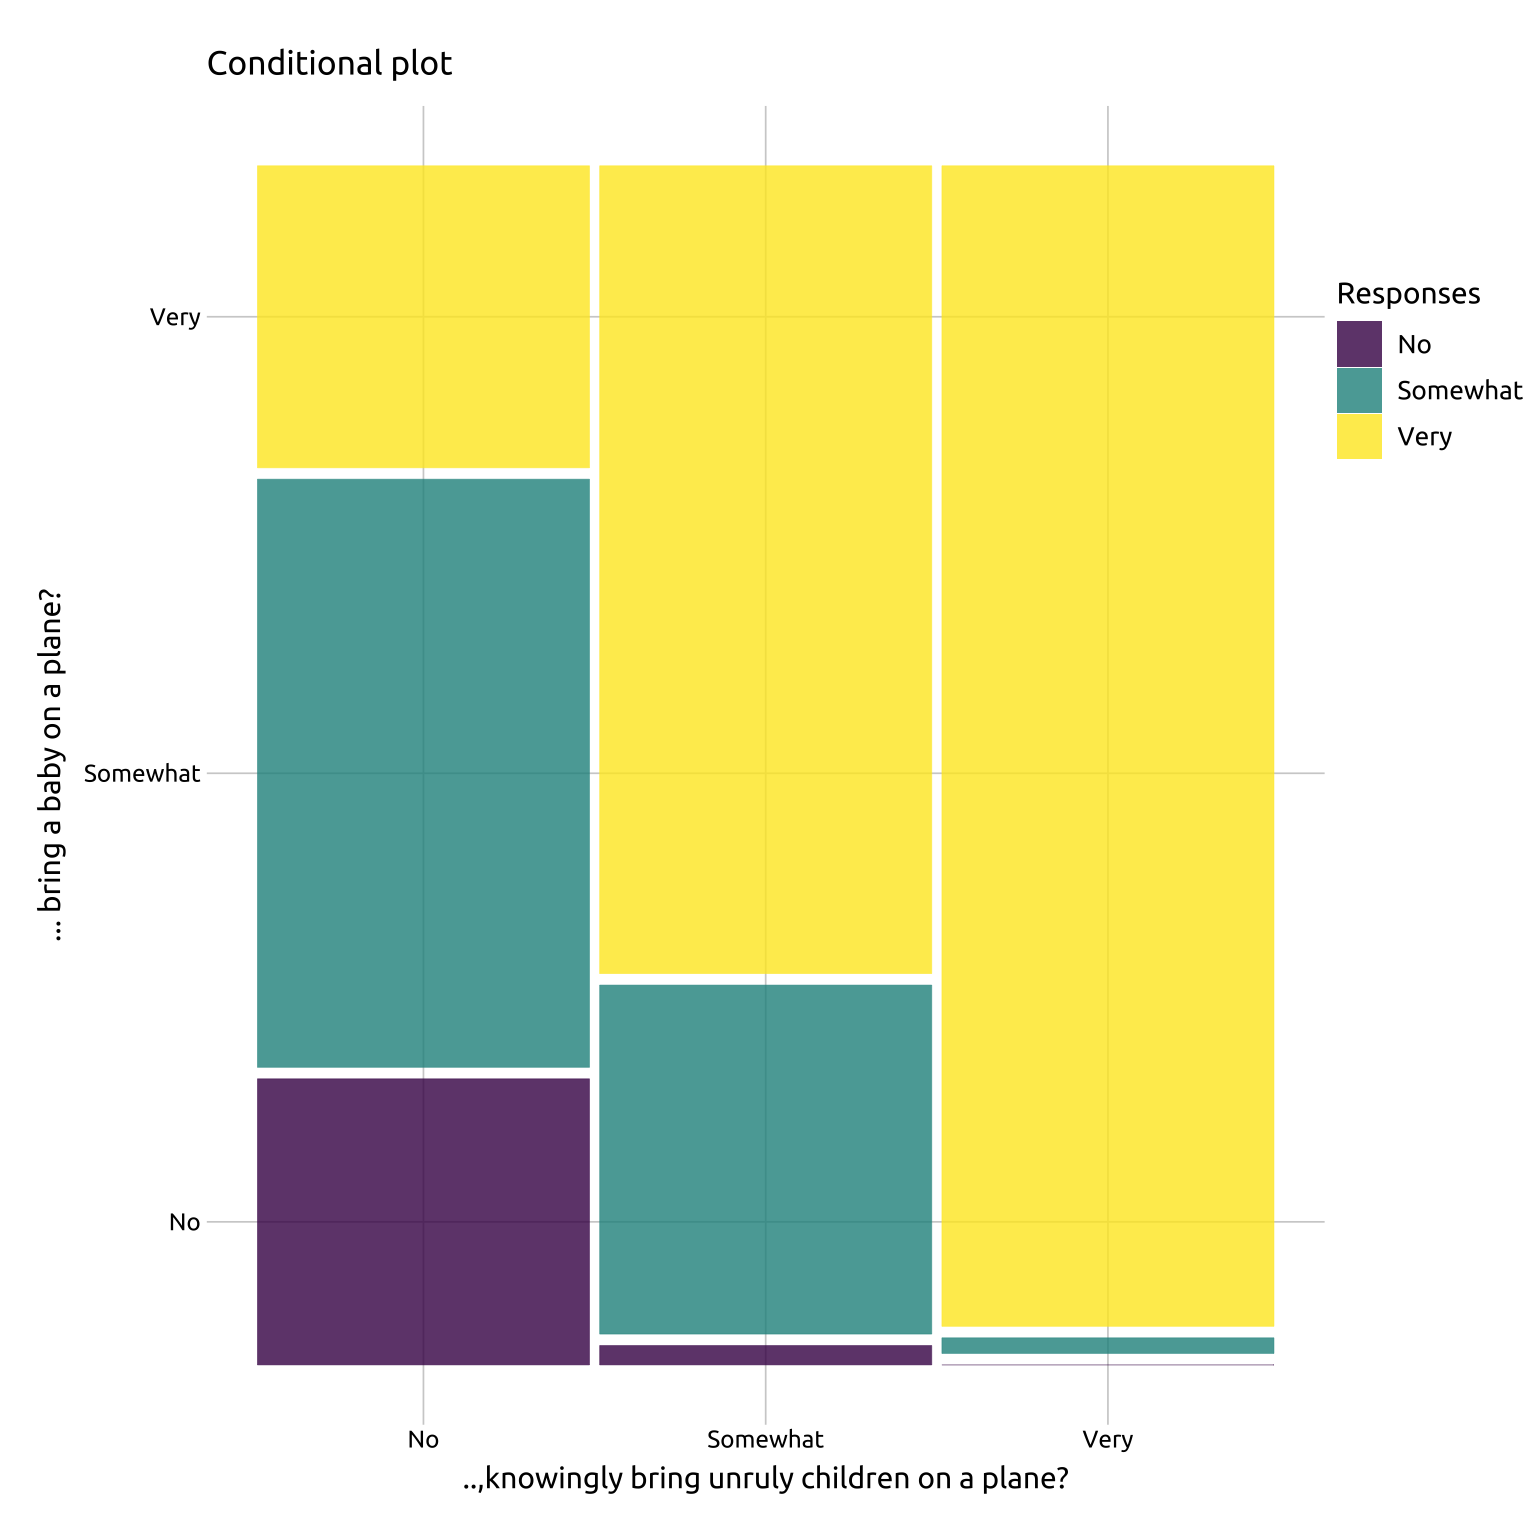 Conditional plot
Very
Somewhat
No
... bring a baby on a plane?
No
Somewhat
Very
..,knowingly bring unruly children on a plane?
Responses
No
Somewhat
Very